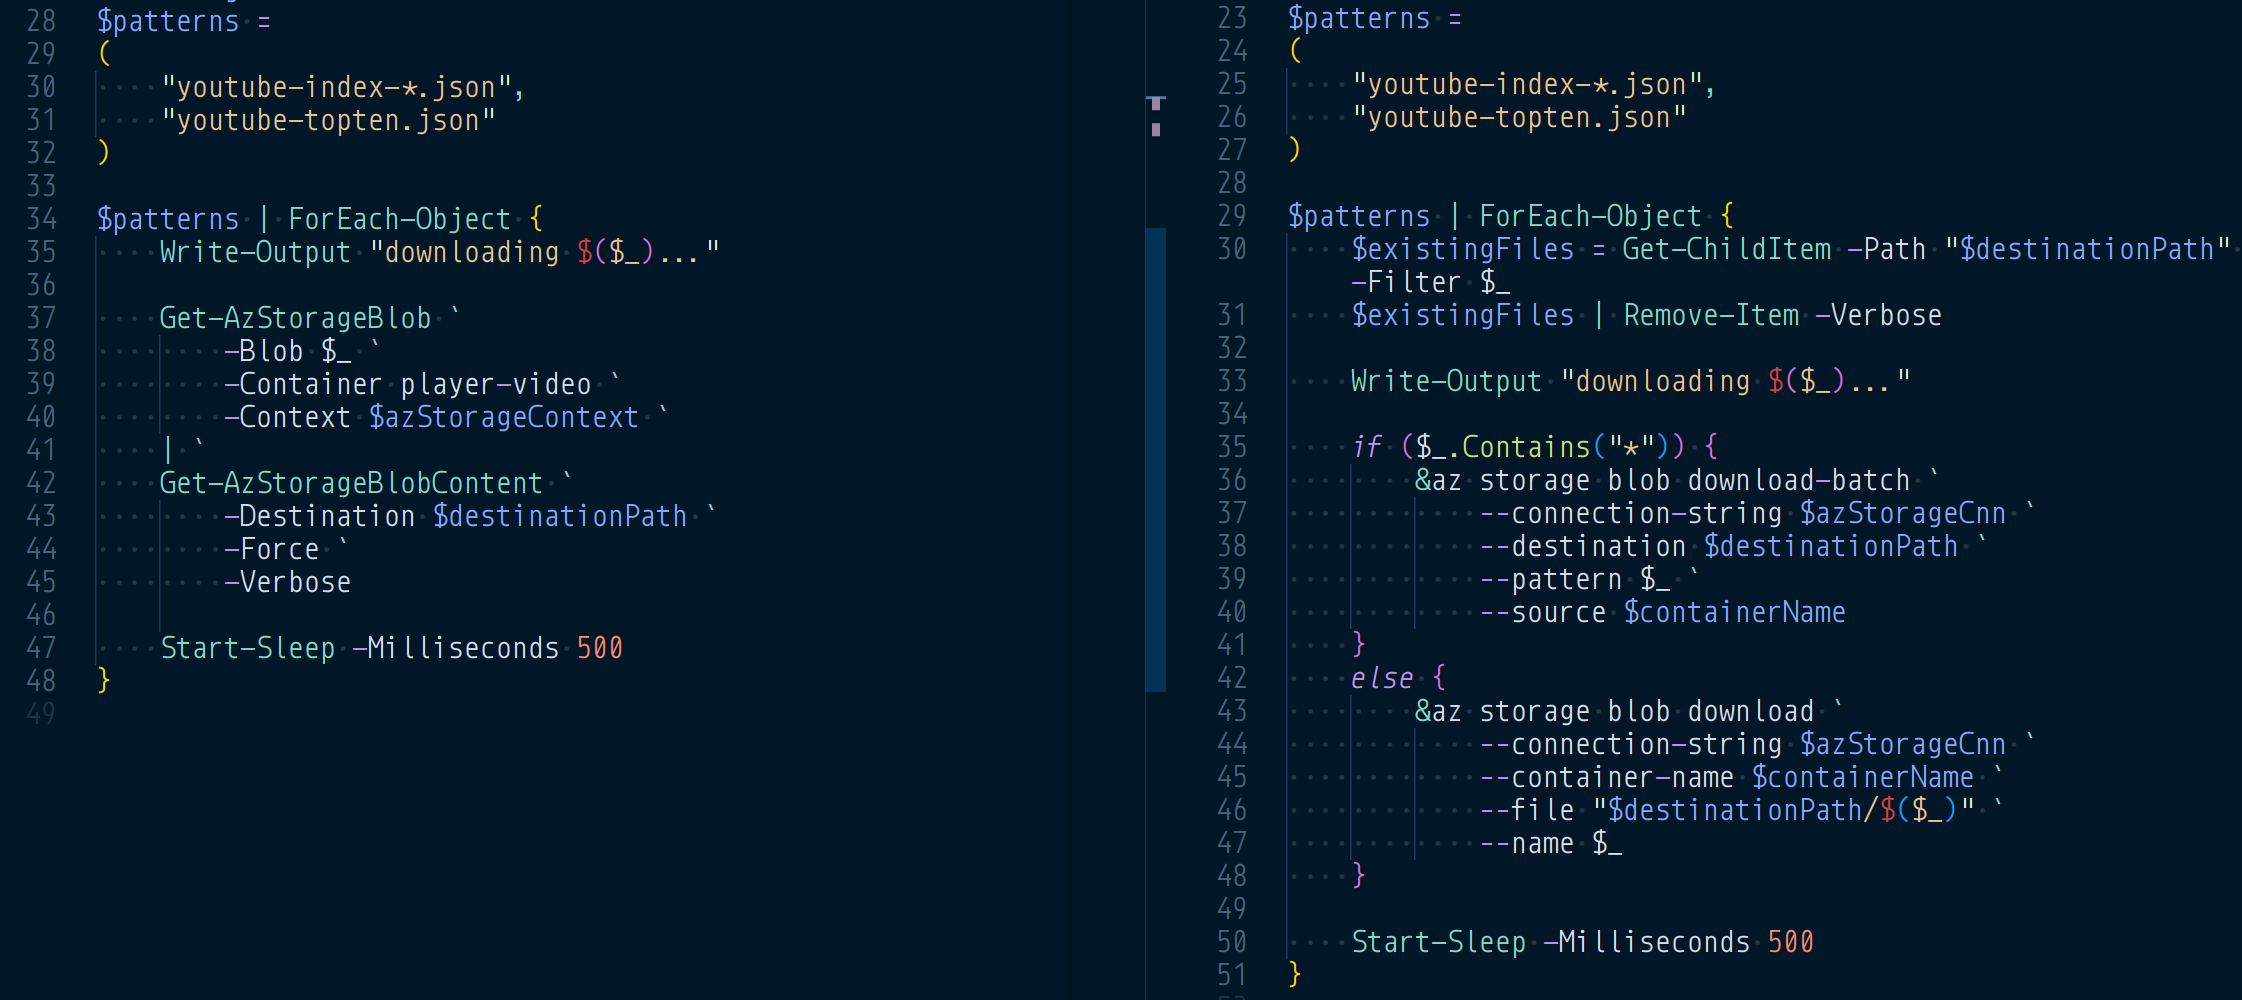 28 $patterns =
29 (
30     "youtube-index-*.json",
31     "youtube-topten.json"
32 )
33
34 $patterns | ForEach-Object {
35     Write-Output "downloading $($_)..."
36
37     Get-AzStorageBlob `
38         -Blob $_ `
39         -Container player-video `
40         -Context $azStorageContext `
41     | `
42     Get-AzStorageBlobContent `
43         -Destination $destinationPath `
44         -Force `
45         -Verbose
46
47     Start-Sleep -Milliseconds 500
48 }
49
23 $patterns =
24 (
25     "youtube-index-*.json",
26     "youtube-topten.json"
27 )
28
29 $patterns | ForEach-Object {
30     $existingFiles = Get-ChildItem -Path "$destinationPath"
    -Filter $_
31     $existingFiles | Remove-Item -Verbose
32
33     Write-Output "downloading $($_)..."
34
35     if ($_.Contains("*")) {
36         &az storage blob download-batch `
37             --connection-string $azStorageCnn `
38             --destination $destinationPath `
39             --pattern $_ `
40             --source $containerName
41     }
42     else {
43         &az storage blob download `
44             --connection-string $azStorageCnn `
45             --container-name $containerName `
46             --file "$destinationPath/$($_)" `
47             --name $_
48     }
49
50     Start-Sleep -Milliseconds 500
51 }